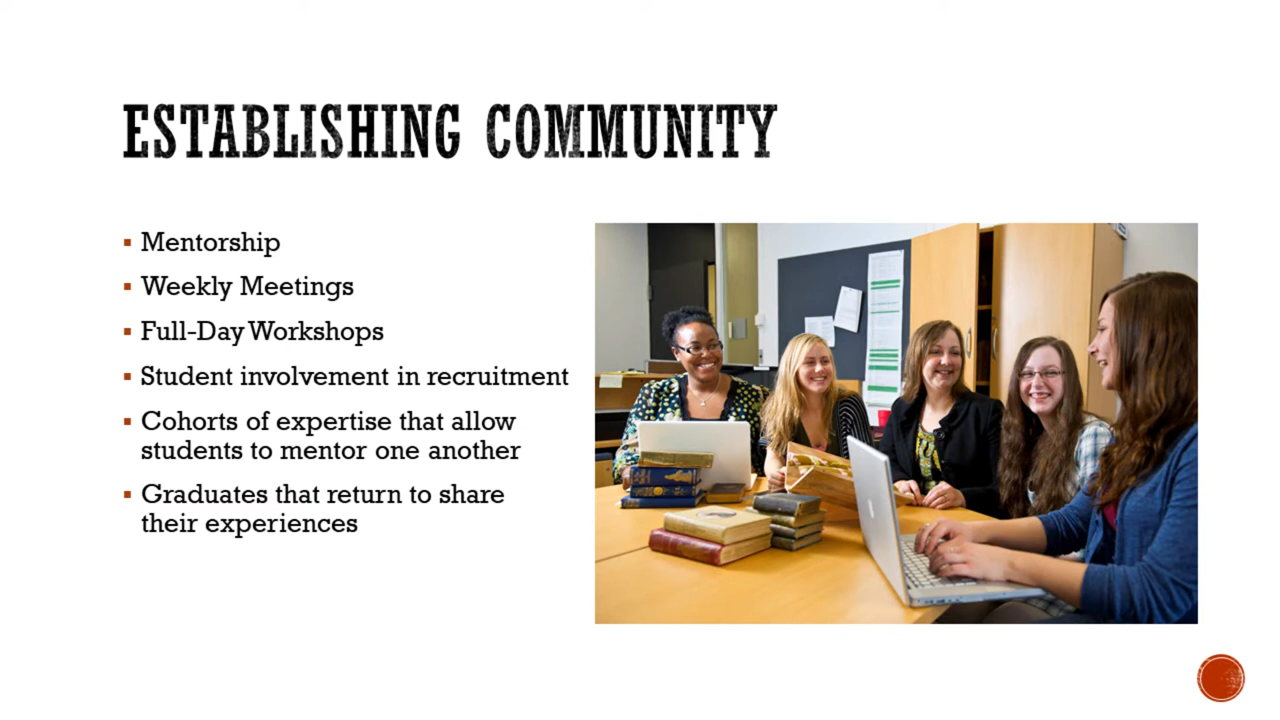 ESTABLISHING COMMUNITY
Mentorship
Weekly Meetings
Full-Day Workshops
Student involvement in recruitment
Cohorts of expertise that allow
students to mentor one another
Graduates that return to share
their experiences